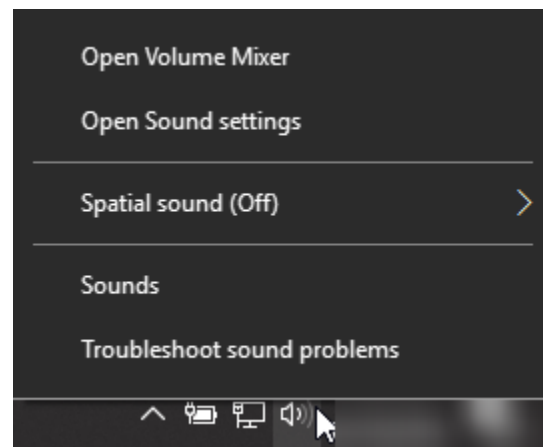 Open Volume Mixer
Open Sound settings
Spatial sound (Off)
Sounds
Troubleshoot sound problems